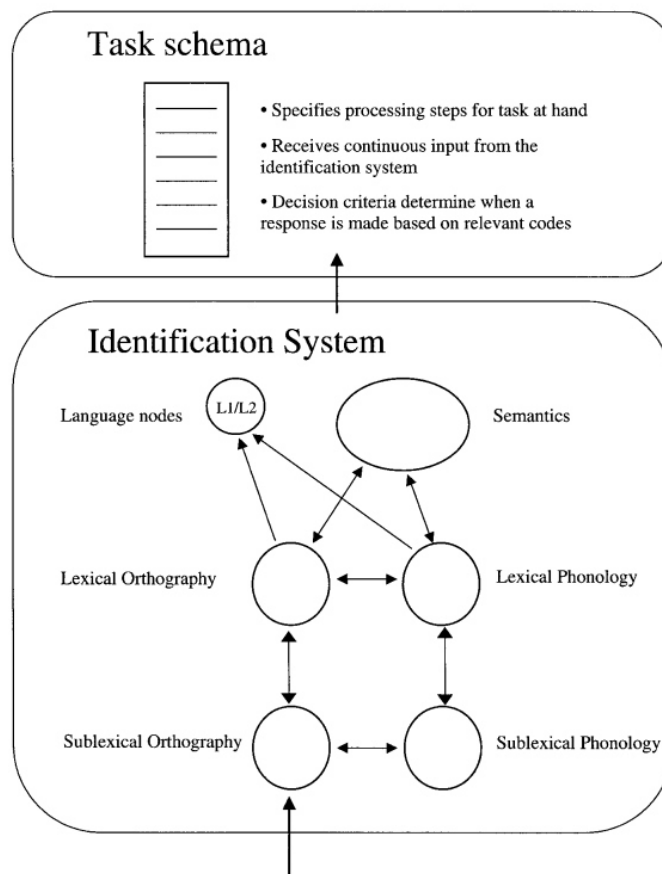 Task schema
• Specifies processing steps for task at hand
• Receives continuous input from the
identification system
• Decision criteria determine when a
response is made based on relevant codes
Identification System
Language nodes
L1/L2
Semantics
Lexical Orthography
Lexical Phonology
Sublexical Orthography
Sublexical Phonology